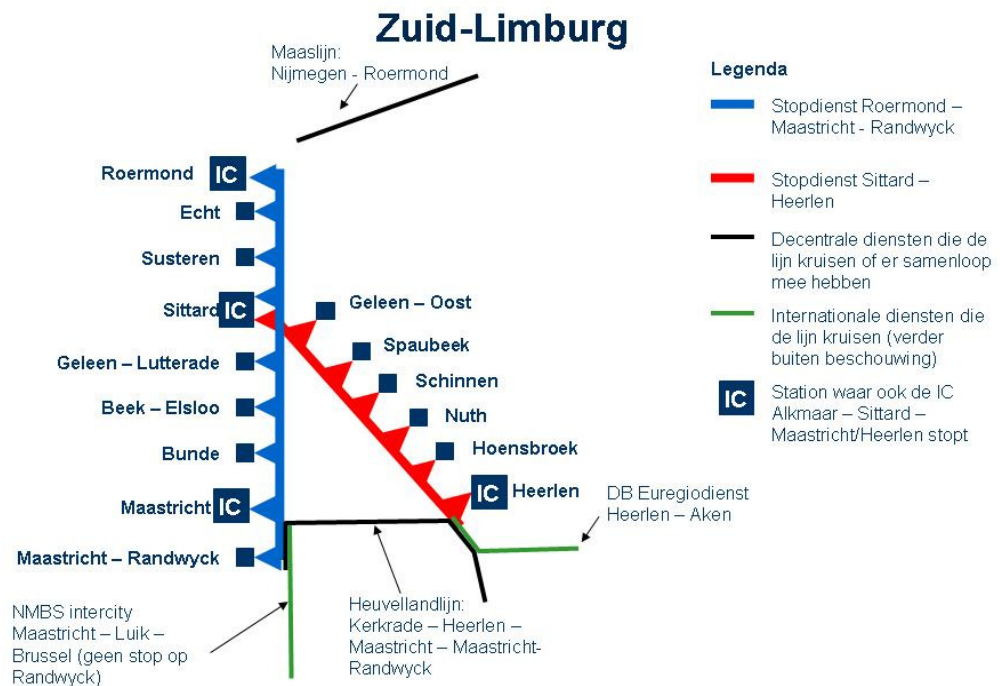 Zuid-Limburg
Maaslijn:
Nijmegen - Roermond
Legenda
Stopdienst Roermond –
Maastricht - Randwyck
Stopdienst Sittard –
Heerlen
Decentrale diensten die de
lijn kruisen of er samenloop
mee hebben
Internationale diensten die
de lijn kruisen (verder
buiten beschouwing)
IC
Station waar ook de IC
Alkmaar – Sittard –
Maastricht/Heerlen stopt
Roermond IC
Echt
Susteren
Sittard IC
Geleen – Lutterade
Beek – Elsloo
Bunde
Maastricht IC
Maastricht – Randwyck
Geleen – Oost
Spaubeek
Schinnen
Nuth
Hoensbroek
IC Heerlen
DB Euregiodienst
Heerlen – Aken
NMBS intercity
Maastricht – Luik –
Brussel (geen stop op
Randwyck)
Heuvellandlijn:
Kerkrade – Heerlen –
Maastricht – Maastricht-
Randwyck